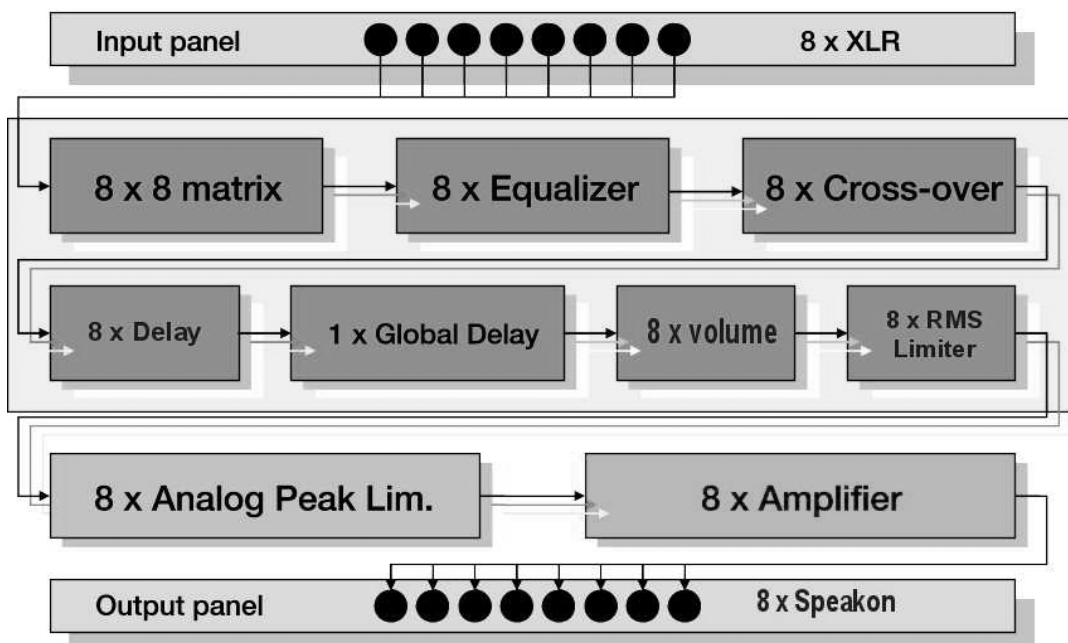 Input panel
8 x XLR
8 x 8 matrix
8 x Equalizer
8 x Cross-over
8 x Delay
1 x Global Delay
8 x volume
8 x RMS
Limiter
8 x Analog Peak Lim.
8 x Amplifier
Output panel
8 x Speakon